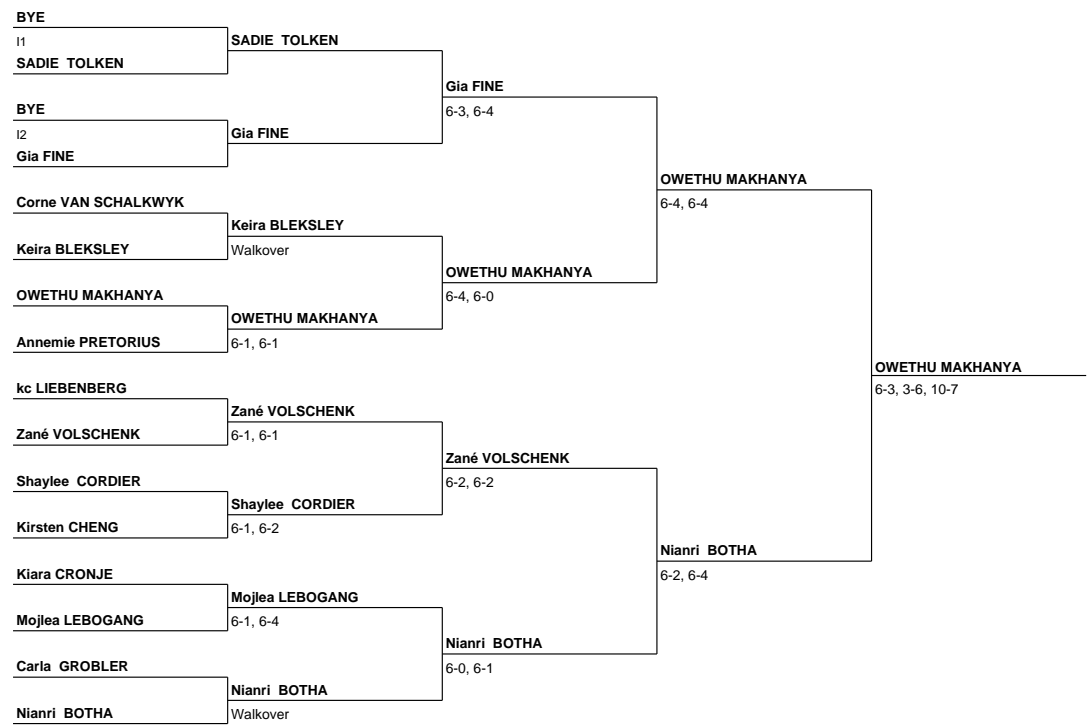 BYE
I1
SADIE  TOLKEN
BYE
I2
Gia FINE
Corne VAN SCHALKWYK
Keira BLEKSLEY
OWETHU MAKHANYA
Annemie PRETORIUS
kc LIEBENBERG
Zané VOLSCHENK
Shaylee  CORDIER
Kirsten CHENG
Kiara CRONJE
Mojlea LEBOGANG
Carla  GROBLER
Nianri  BOTHA
SADIE  TOLKEN
Gia FINE
Keira BLEKSLEY
Walkover
OWETHU MAKHANYA
6-1, 6-1
Zané VOLSCHENK
6-1, 6-1
Shaylee  CORDIER
6-1, 6-2
Mojlea LEBOGANG
6-1, 6-4
Nianri  BOTHA
Walkover
Gia FINE
6-3, 6-4
OWETHU MAKHANYA
6-4, 6-0
Zané VOLSCHENK
6-2, 6-2
Nianri  BOTHA
6-0, 6-1
OWETHU MAKHANYA
6-4, 6-4
Nianri  BOTHA
6-2, 6-4
OWETHU MAKHANYA
6-3, 3-6, 10-7